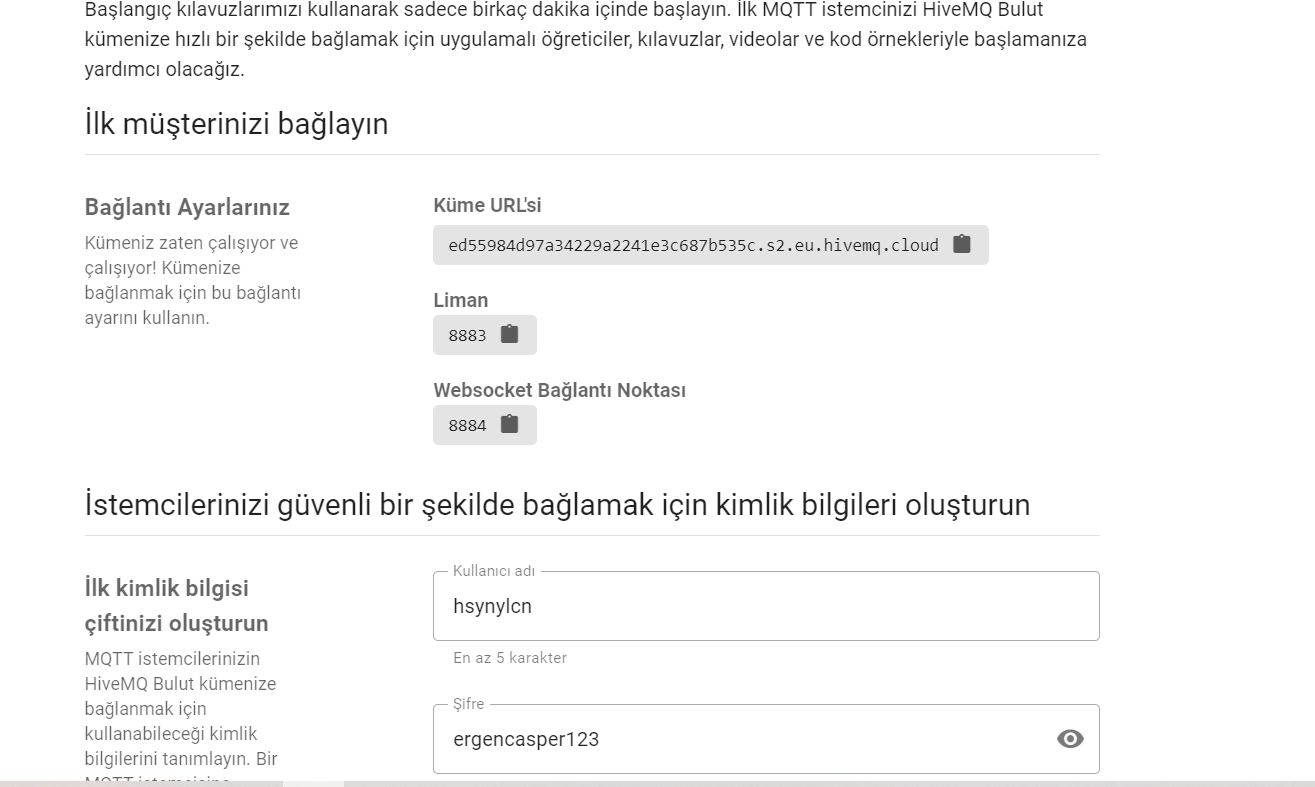 Başlangıç kılavuzlarımızı kullanarak sadece birkaç dakika içinde başlayın. İlk MQTT istemcinizi HiveMQ Bulut
kümenize hızlı bir şekilde bağlamak için uygulamalı öğreticiler, kılavuzlar, videolar ve kod örnekleriyle başlamanıza
yardımcı olacağız.
İlk müşterinizi bağlayın
Bağlantı Ayarlarınız
Kümeniz zaten çalışıyor ve
çalışıyor! Kümenize
bağlanmak için bu bağlantı
ayarını kullanın.
Küme URL'si
ed55984d97a34229a2241e3c687b535c.s2.eu.hivemq.cloud
Liman
8883
Websocket Bağlantı Noktası
8884
İstemcilerinizi güvenli bir şekilde bağlamak için kimlik bilgileri oluşturun
İlk kimlik bilgisi
çiftinizi oluşturun
MQTT istemcilerinizin
HiveMQ Bulut kümenize
bağlanmak için
kullanabileceği kimlik
bilgilerini tanımlayın. Bir
MQTT istemcisine
Kullanıcı adı
hsynylcn
En az 5 karakter
Şifre
ergencasper123